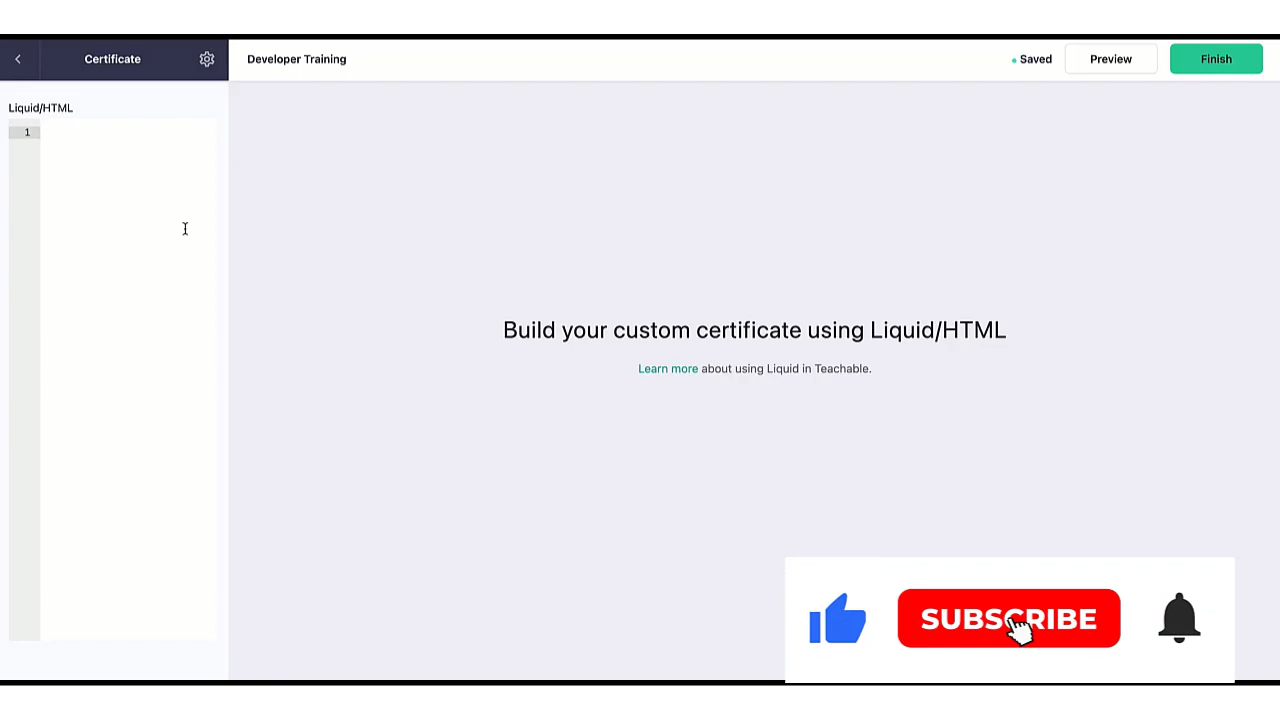 Certificate
Developer Training
Saved
Preview
Finish
Liquid/HTML
1
Build your custom certificate using Liquid/HTML
Learn more about using Liquid in Teachable.
SUBSCRIBE